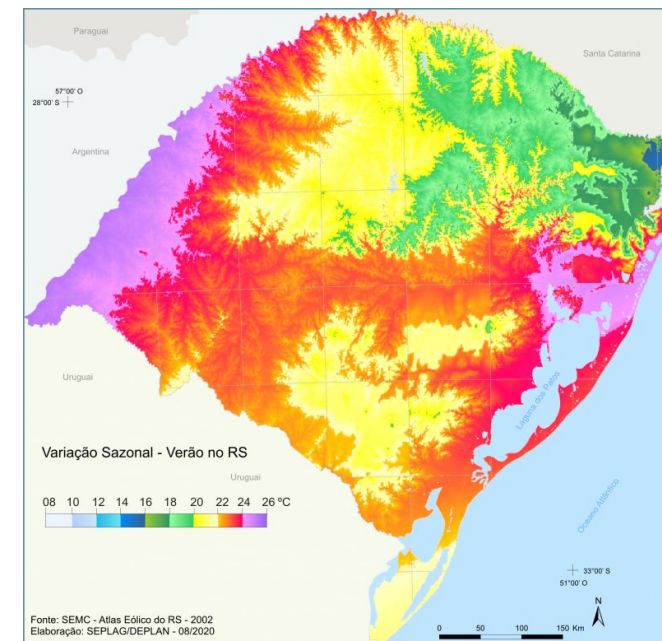 Paraguai
Santa Catarina
57°00' S
28°00' S
Argentina
Uruguai
Laguna dos Patos
Variação Sazonal - Verão no RS
Uruguai
08 10 12 14 16 18 20 22 24 26 ºC
Oceano Atlântico
33°00' S
51°00' O
N
Fonte: SEMC - Atlas Eólico do RS - 2002
Elaboração: SEPLAG/DEPLAN - 08/2020
0 50 100 150 Km